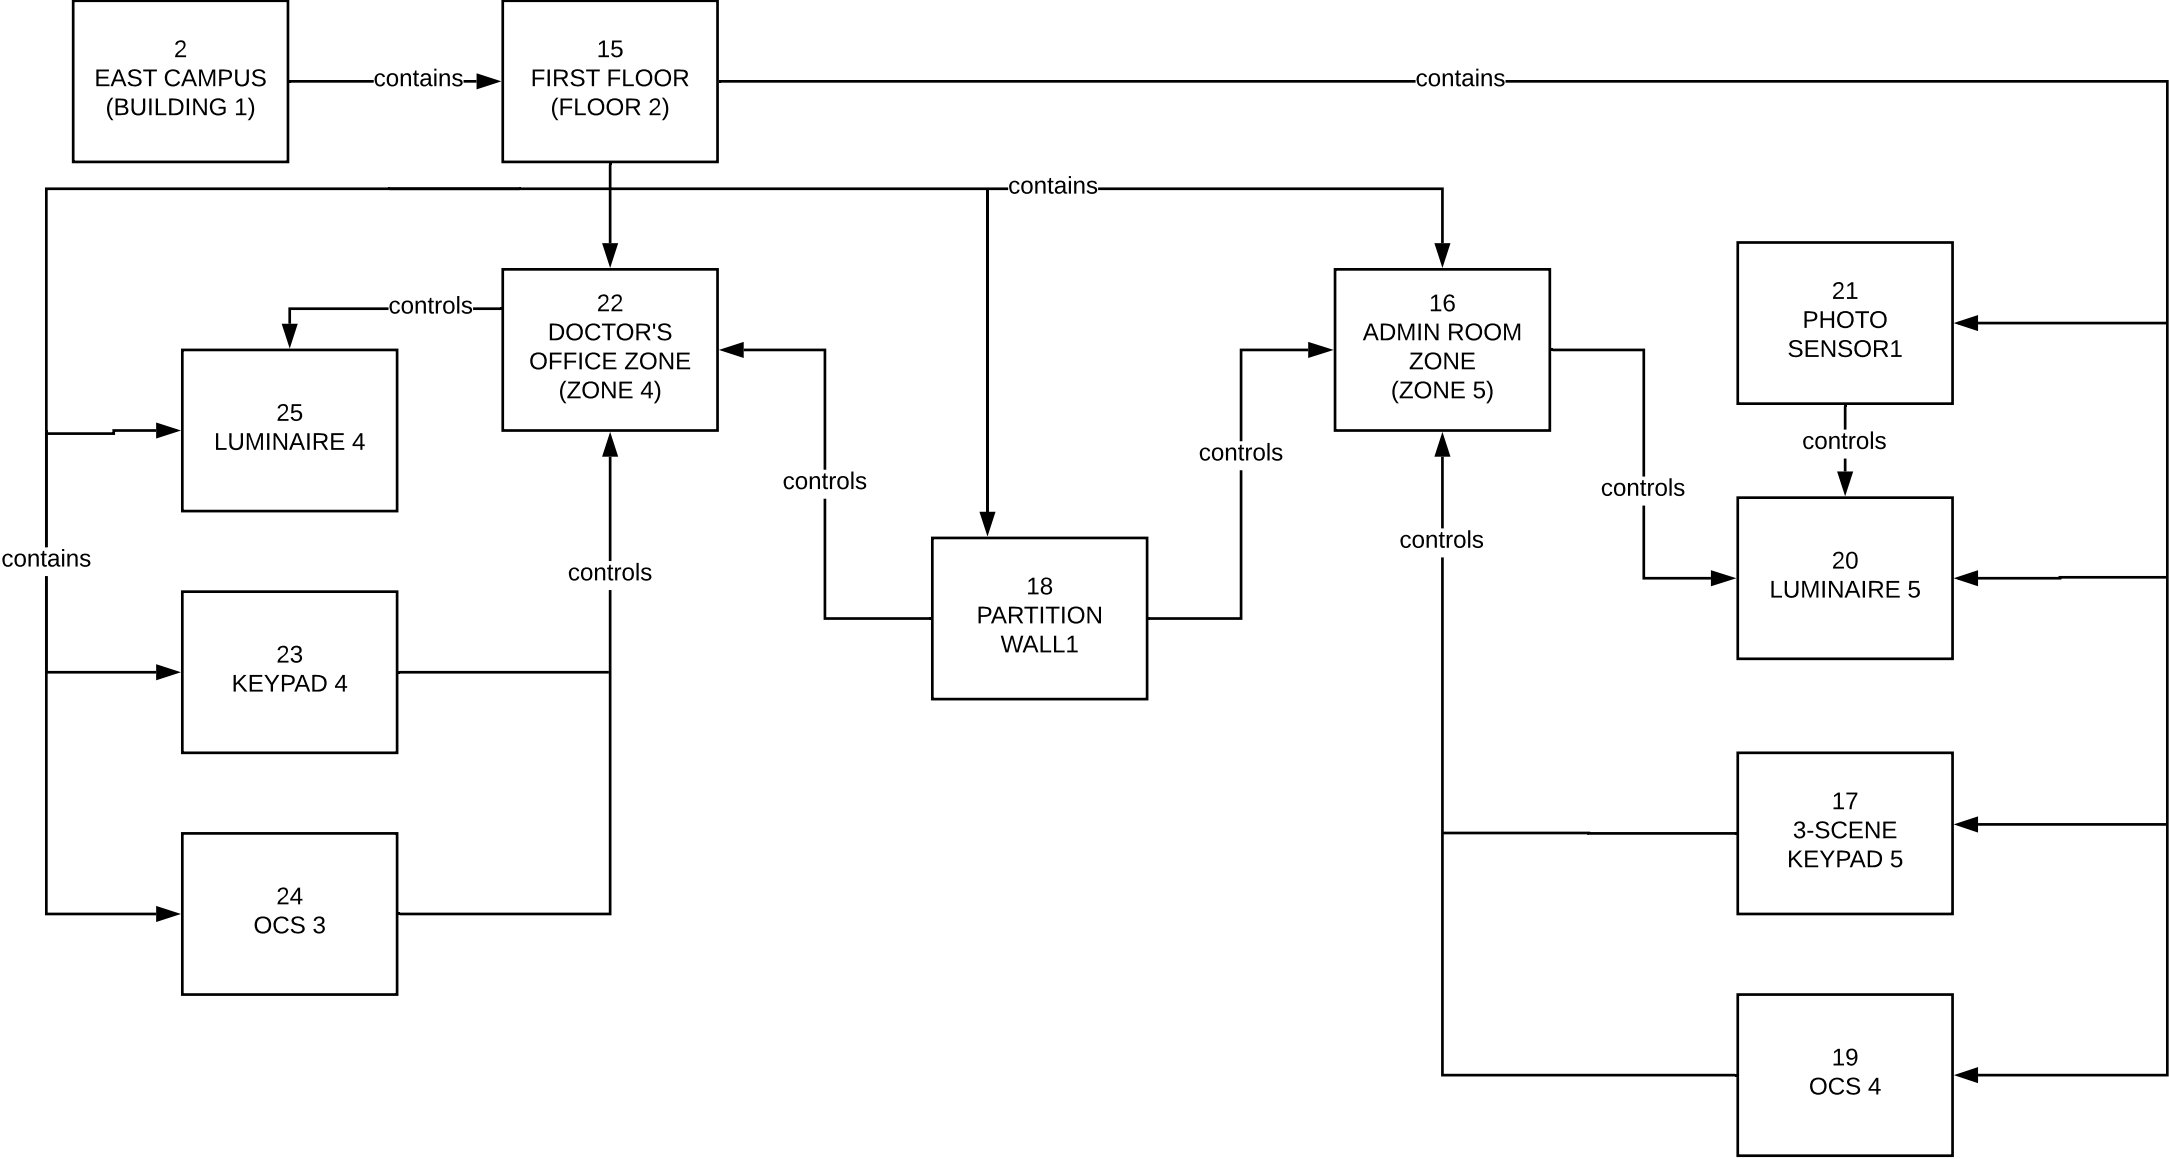 2
EAST CAMPUS
(BUILDING 1)
contains
15
FIRST FLOOR
(FLOOR 2)
contains
contains
controls
22
DOCTOR'S
OFFICE ZONE
(ZONE 4)
16
ADMIN ROOM
ZONE
(ZONE 5)
21
PHOTO
SENSOR1
25
LUMINAIRE 4
controls
controls
controls
controls
contains
controls
controls
18
PARTITION
WALL1
20
LUMINAIRE 5
23
KEYPAD 4
17
3-SCENE
KEYPAD 5
24
OCS 3
19
OCS 4